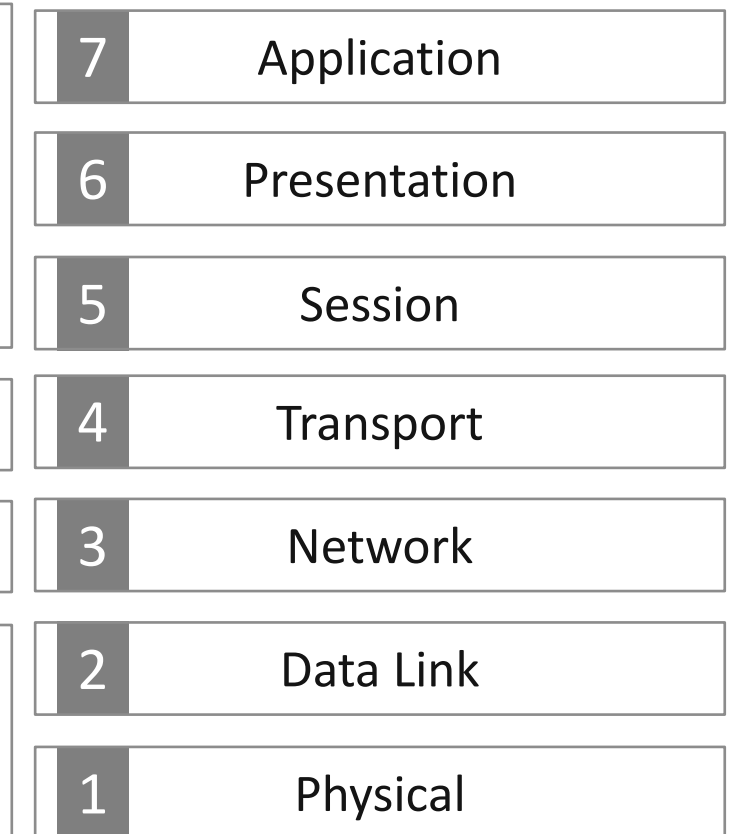 7 Application
6 Presentation
5 Session
4 Transport
3 Network
2 Data Link
1 Physical